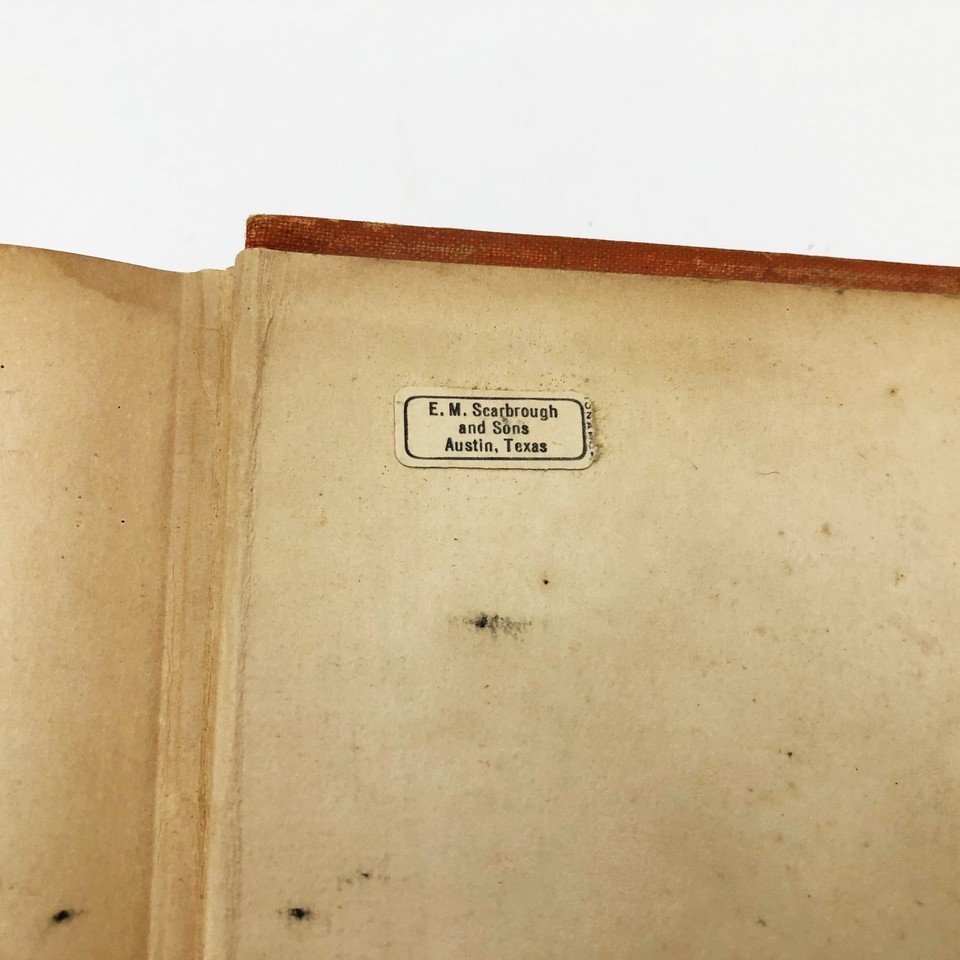 E. M. Scarbrough
and Sons
Austin, Texas